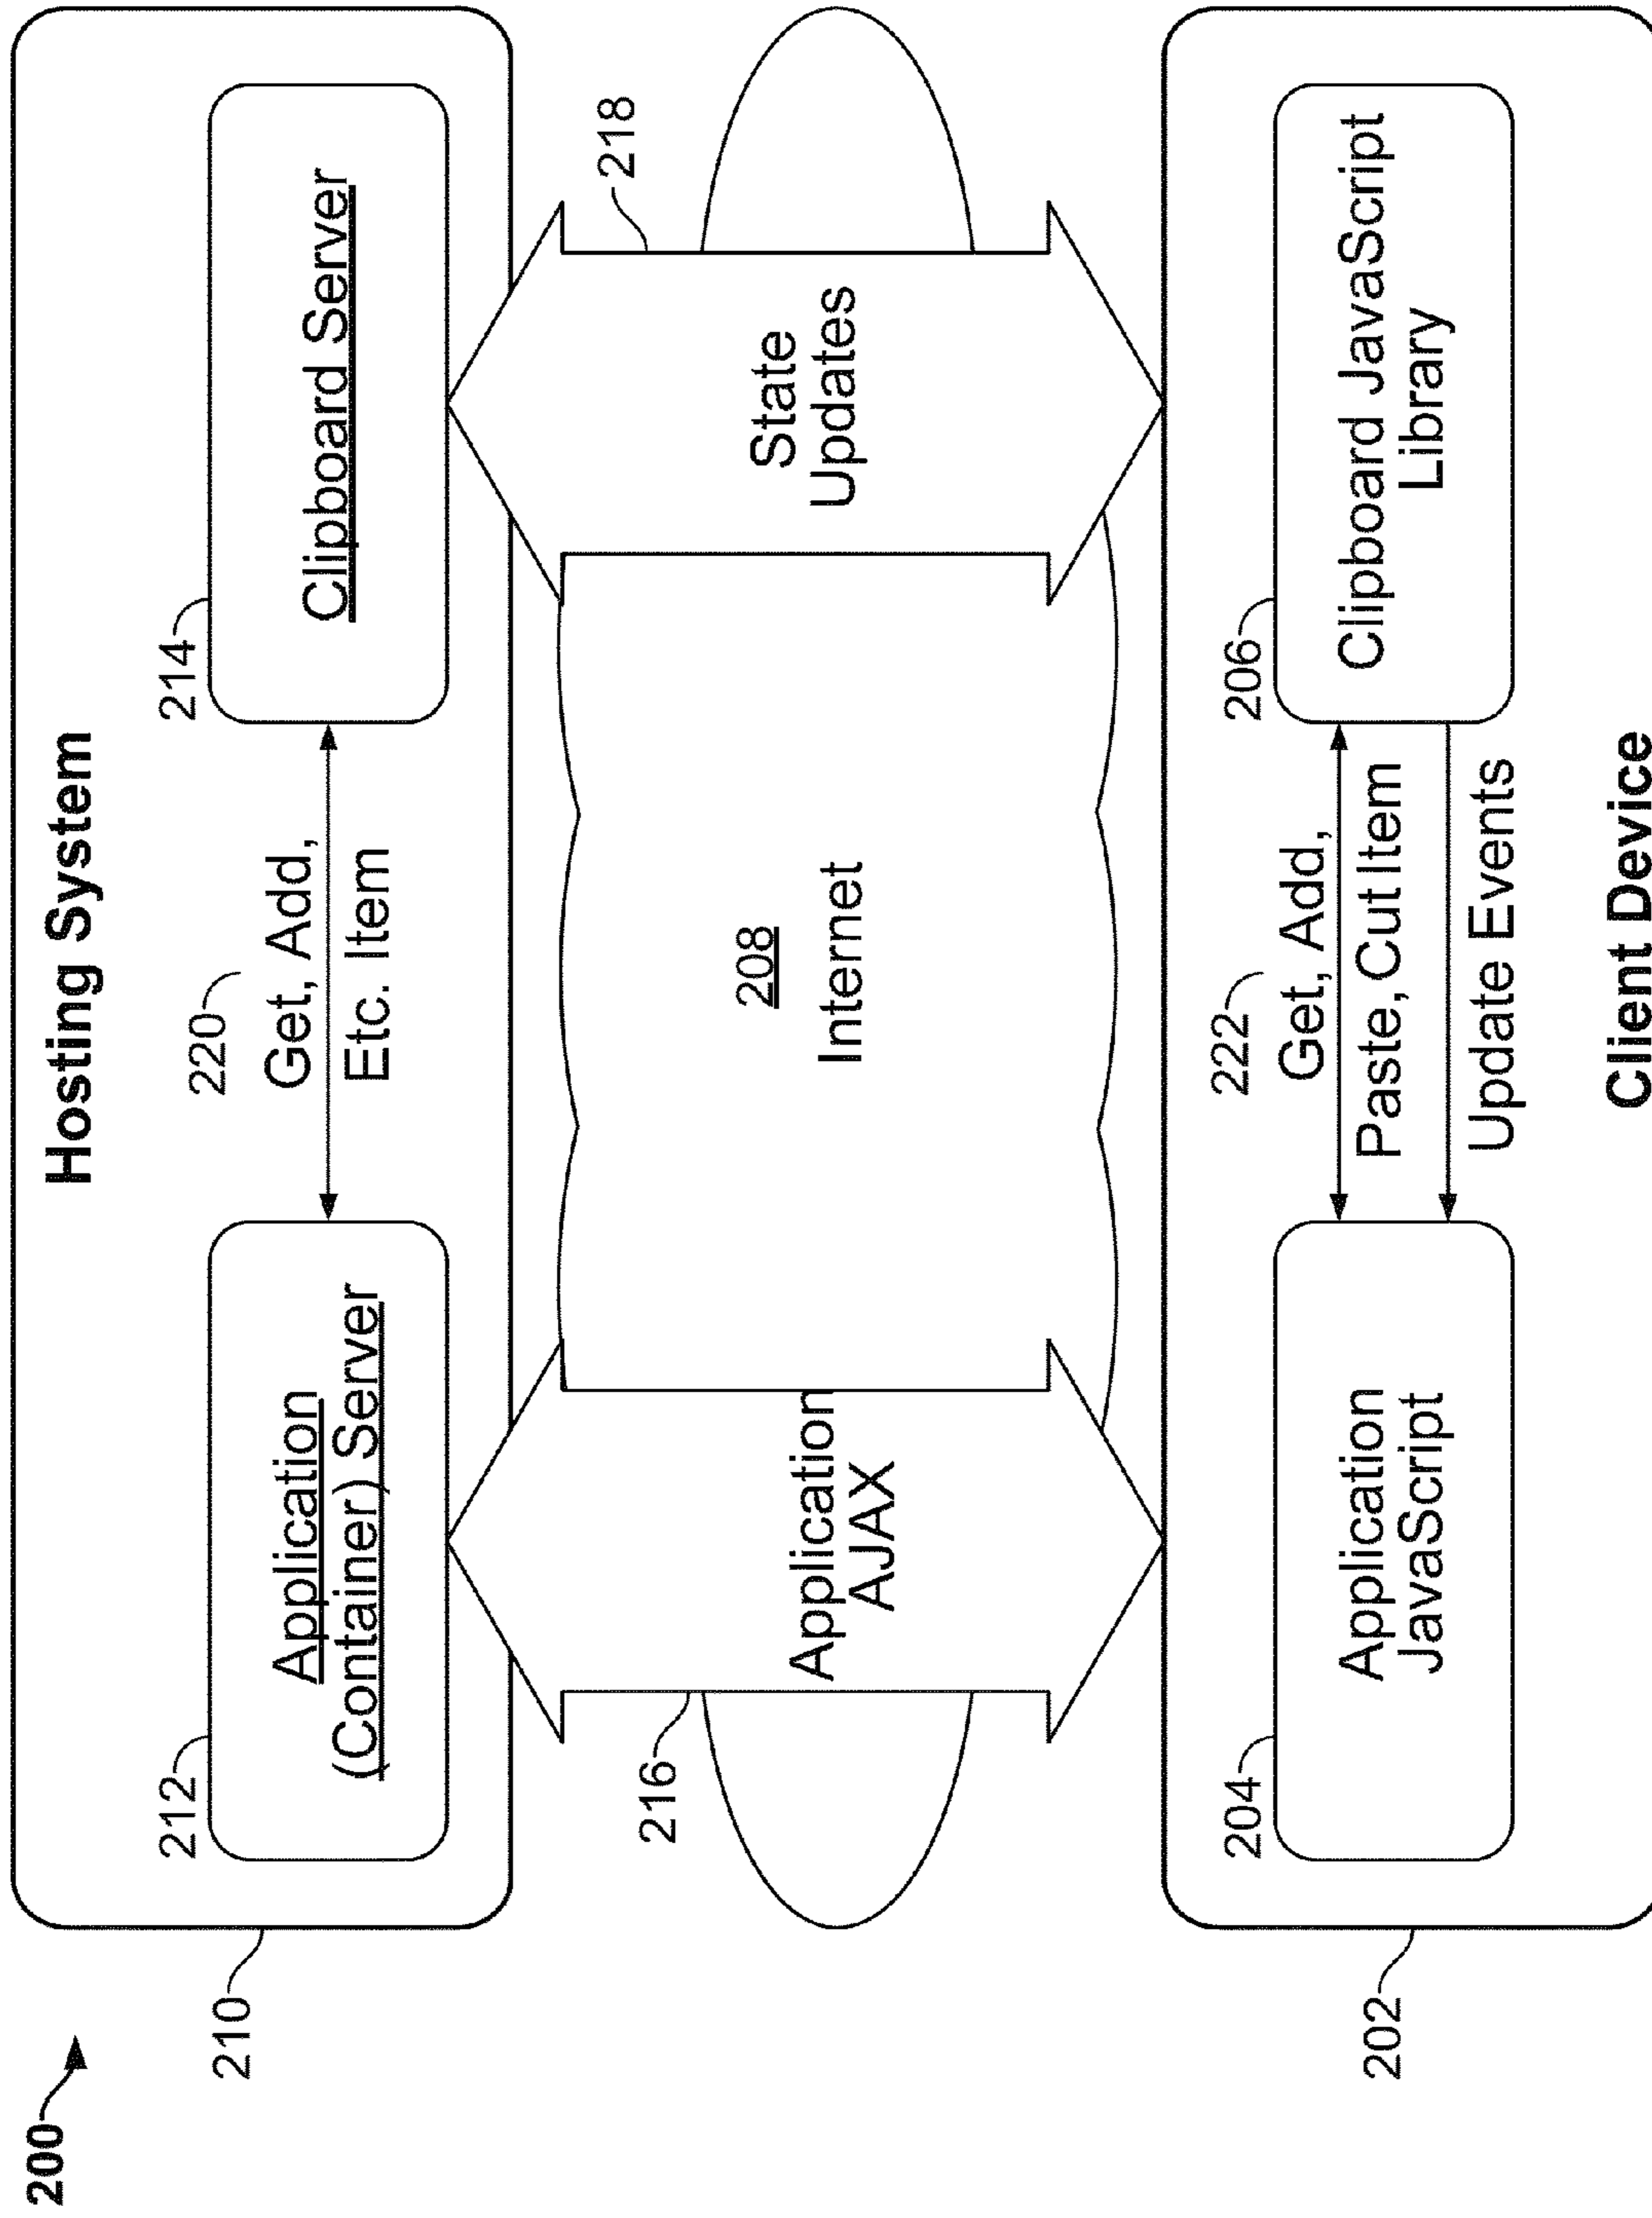 200
Hosting System
210
212
Application
(Container) Server
220
Get, Add,
Etc. Item
214
Clipboard Server
216
Application
AJAX
208
Internet
State
Updates
218
202
204
Application
JavaScript
222
Get, Add,
Paste, Cut Item
Update Events
206
Clipboard JavaScript
Library
Client Device